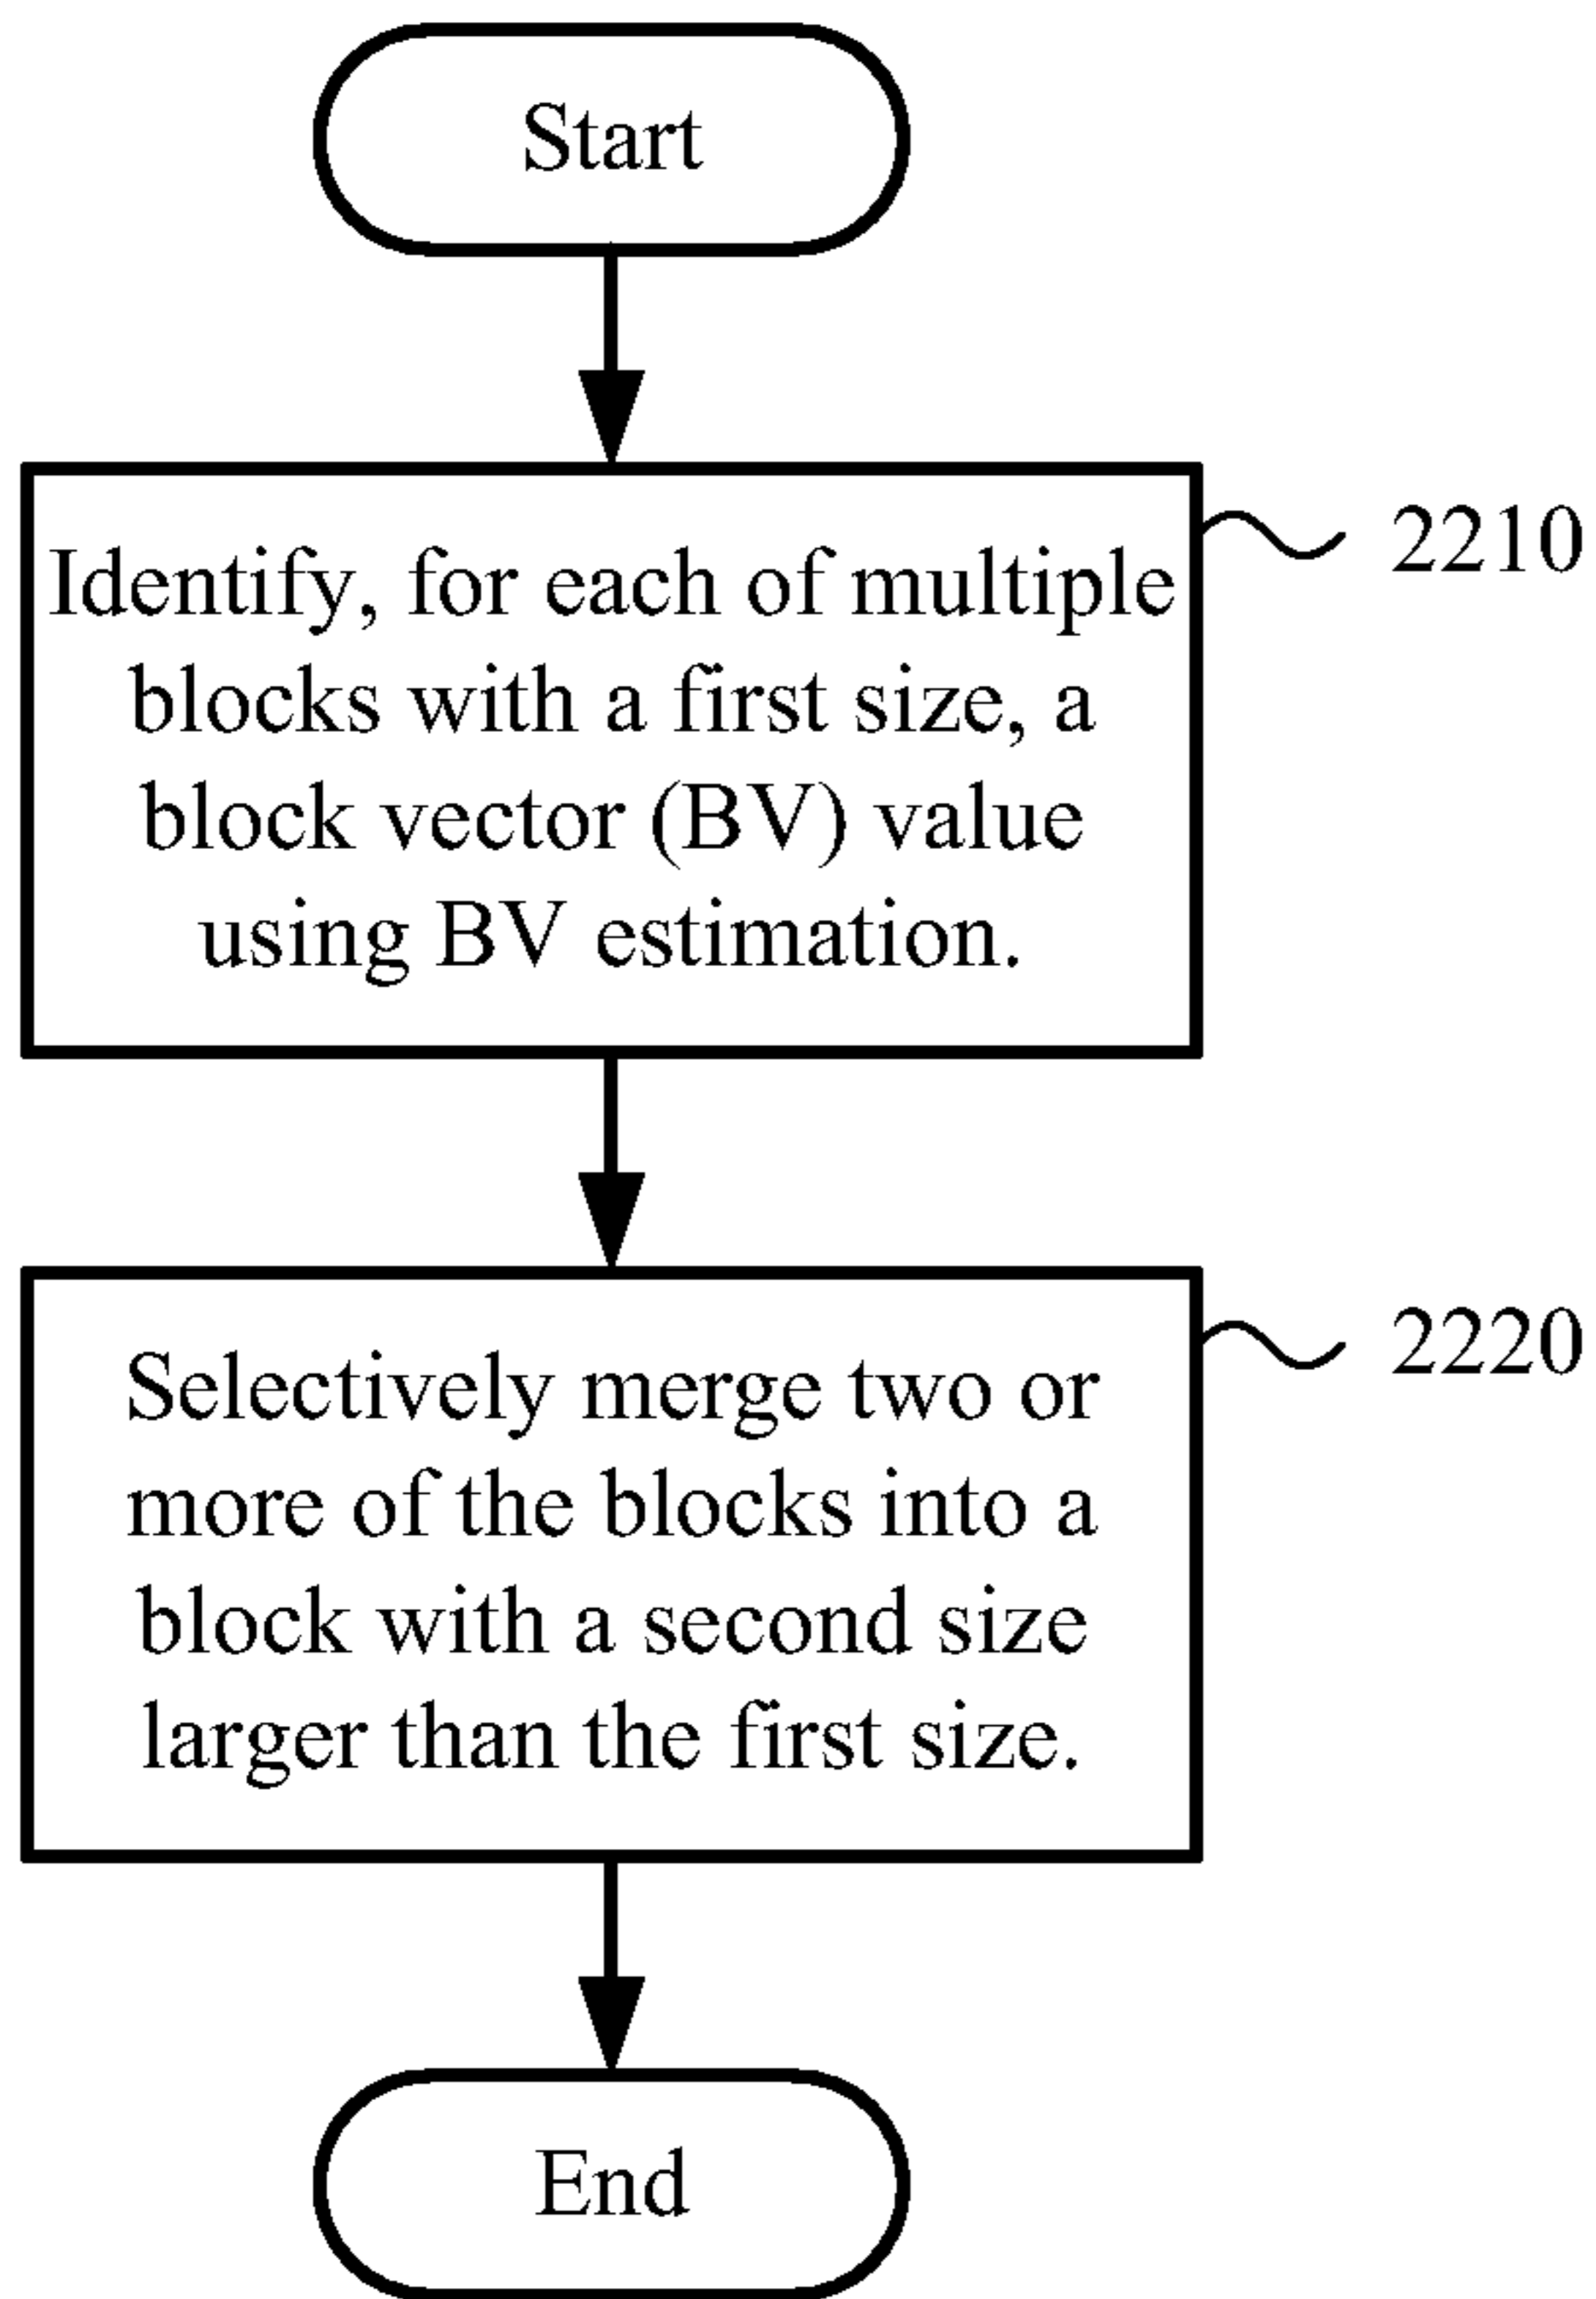 Start
Identify, for each of multiple
blocks with a first size, a
block vector (BV) value
using BV estimation.
2210
Selectively merge two or
more of the blocks into a
block with a second size
larger than the first size.
2220
End